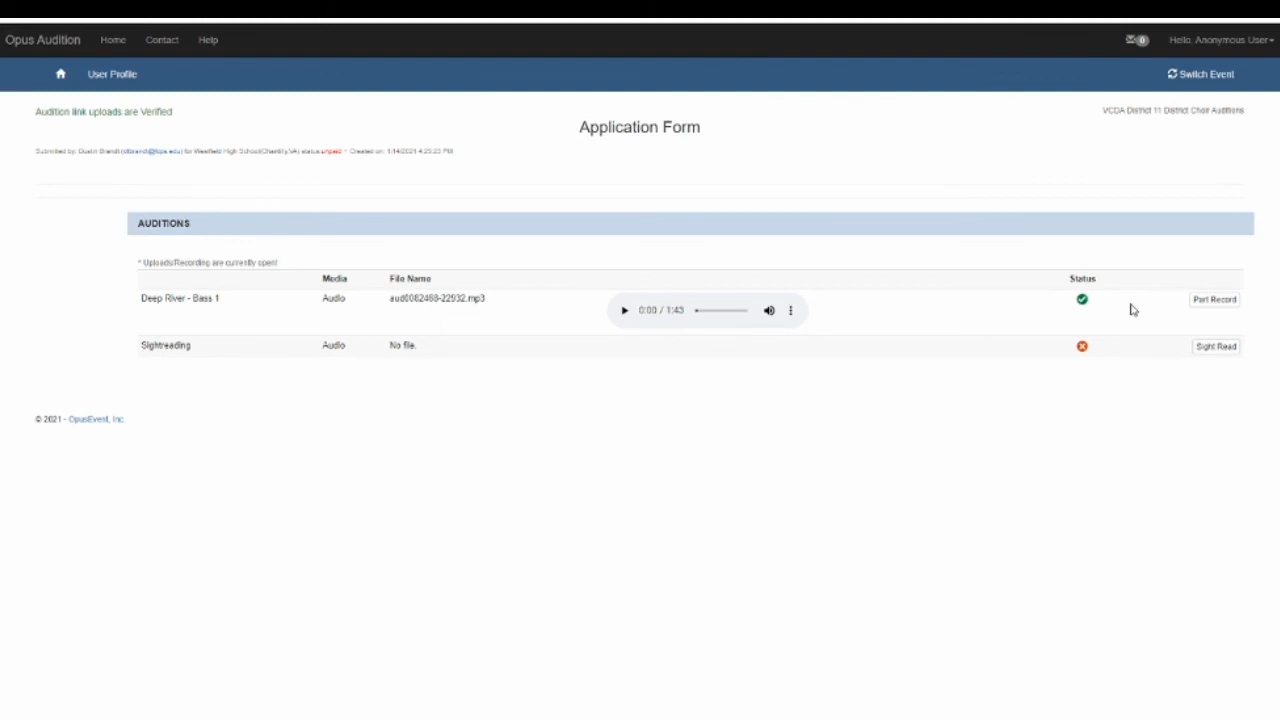 Opus Audition Home Contact Help 0 Hello, Anonymous User
User Profile Switch Event
Audition link uploads are Verified
VCDA District 11 District Choir Auditions
Application Form
Submitted by: Dustin Brandt (dbrandt@fcps.edu) for Westfield High School(Chantilly,VA) status:unpaid - Created on: 1/14/2021 4:25:23 PM
AUDITIONS
* Uploads/Recording are currently open!
Media File Name Status
Deep River - Bass 1 Audio aud0082468-22932.mp3 0:00 / 1:43 Part Record
Sightreading Audio No file. Sight Read
© 2021 - OpusEvent, Inc.